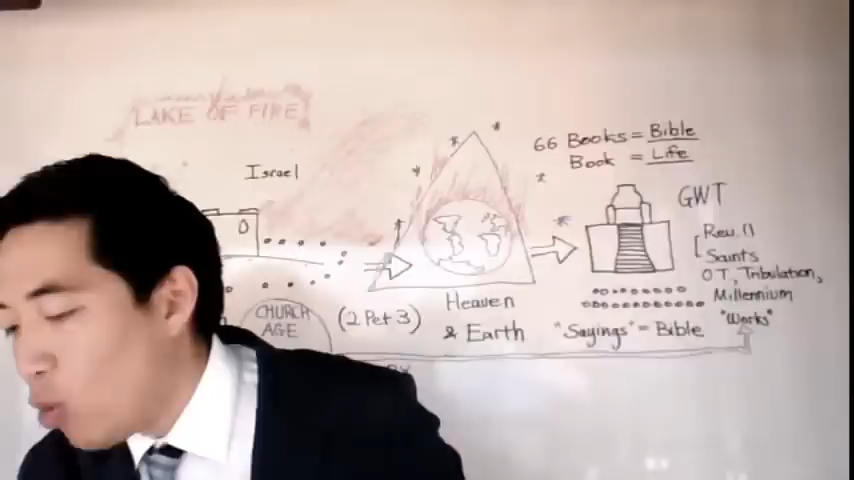 LAKE OF FIRE
Israel
66 Books = Bible
Book = Life
GWT
Rev. 11
Saints
OT, Tribulation,
Millennium
"Works"
CHURCH
AGE
(2 Pet 3)
Heaven
& Earth
"Sayings" = Bible